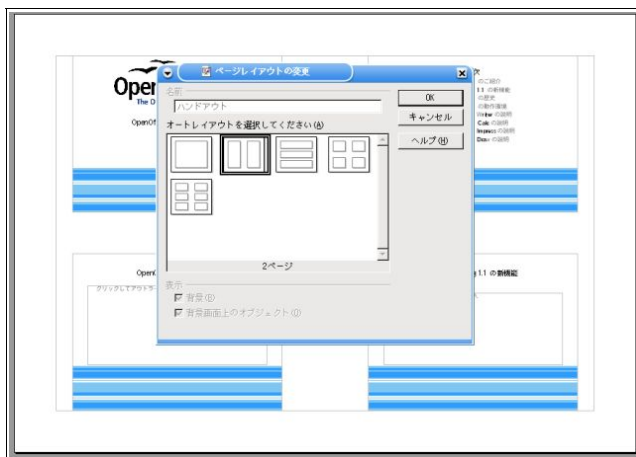 ページレイアウトの変更
名前
ハンドアウト
オートレイアウトを選択してください(A)
2ページ
表示
背景(B)
背景画面上のオブジェクト(O)
OK
キャンセル
ヘルプ(H)
Oper
The O
OpenOf
次
のご紹介
1.1 の新機能
の歴史
の動作環境
Writer の説明
Calc の説明
Impress の説明
Draw の説明
Open
クリックしてアウトラ
1.1 の新機能